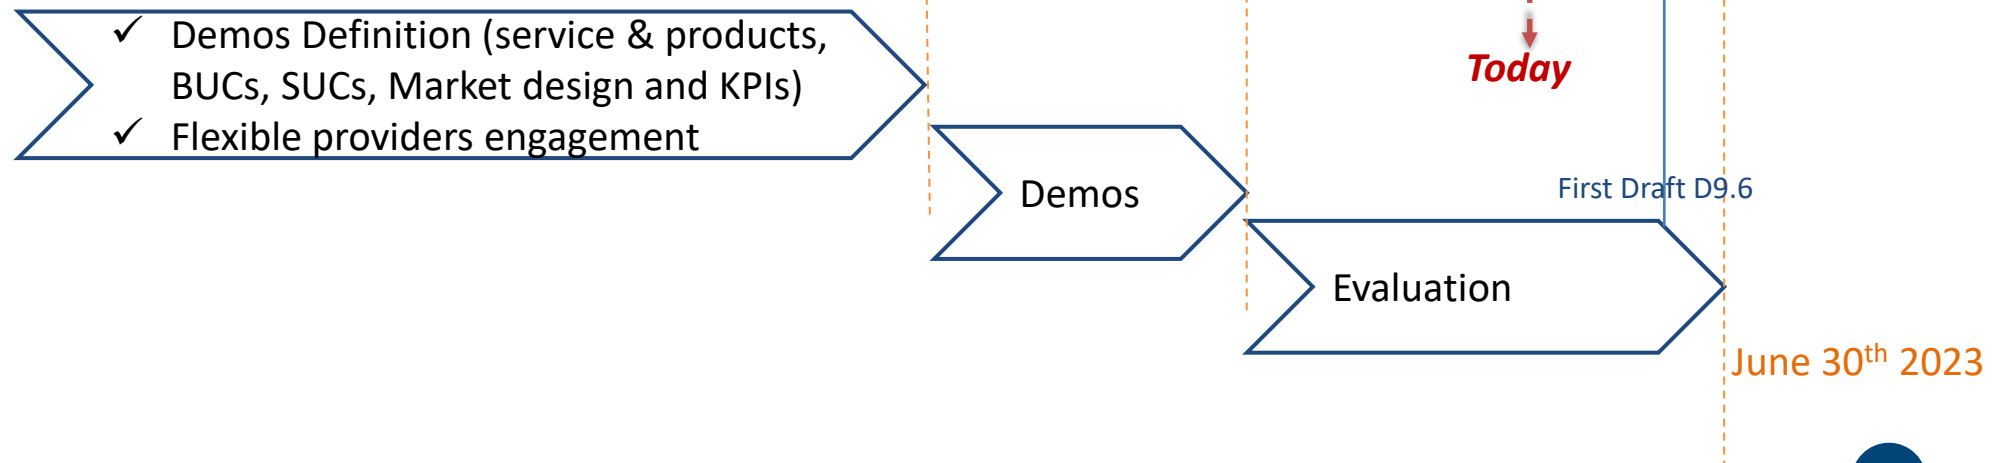 ✓ Demos Definition (service & products,
BUCs, SUCs, Market design and KPIs)
✓ Flexible providers engagement
Today
Demos
First Draft D9.6
Evaluation
June 30th 2023